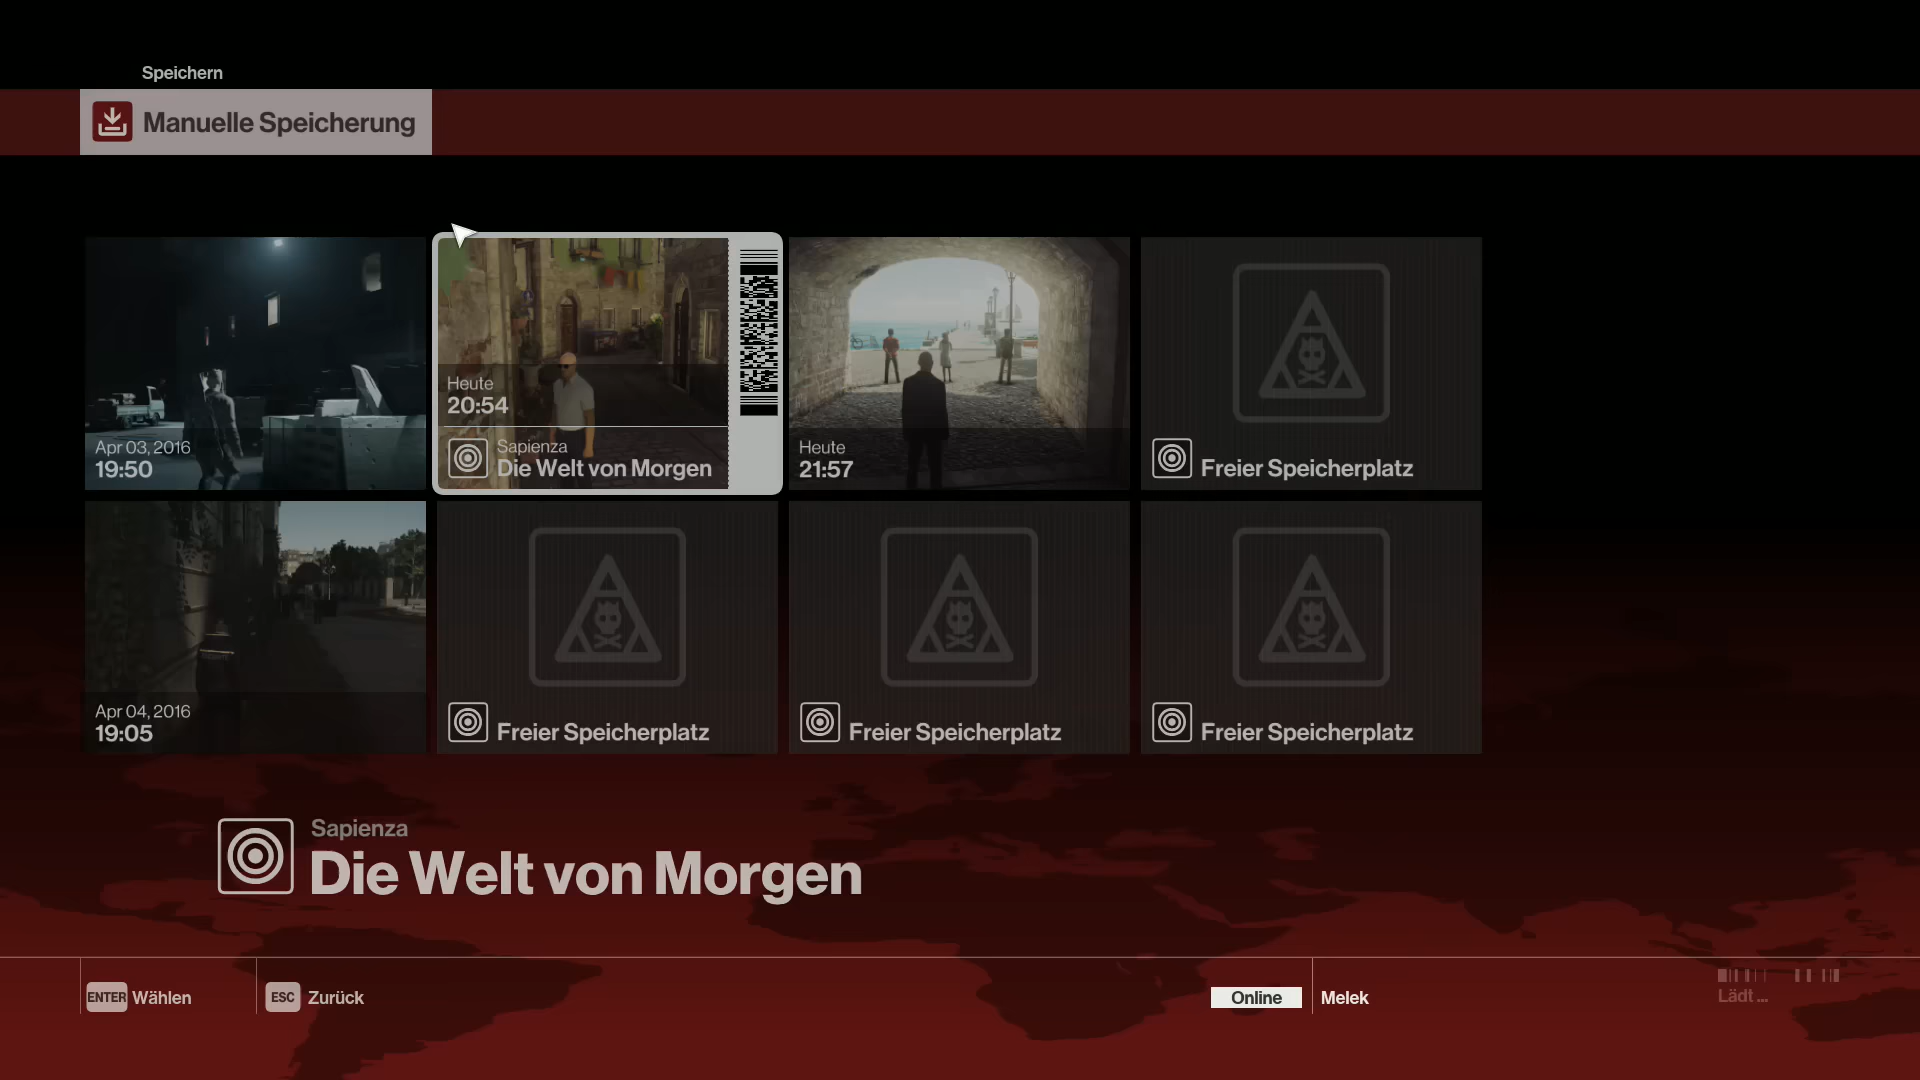 Speichern
Manuelle Speicherung
Apr 03, 2016
19:50
Heute
20:54
Sapienza
Die Welt von Morgen
Heute
21:57
Freier Speicherplatz
Apr 04, 2016
19:05
Freier Speicherplatz
Freier Speicherplatz
Freier Speicherplatz
Sapienza
Die Welt von Morgen
ENTER Wählen
ESC Zurück
Online
Melek
Lädt ...